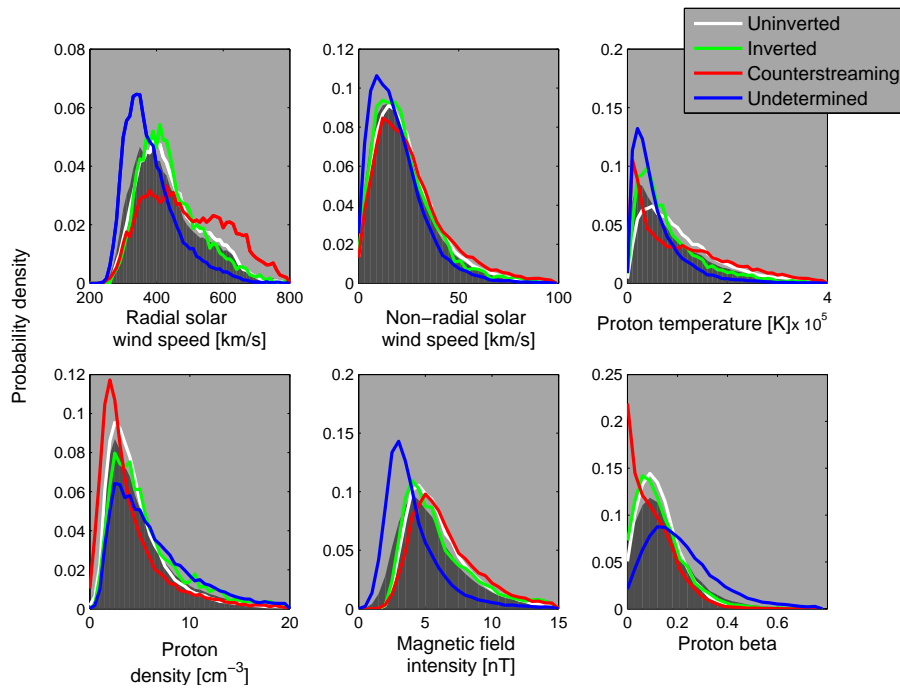 Uninverted
Inverted
Counterstreaming
Undetermined
Probability density
0.08
0.06
0.04
0.02
0
200 400 600 800
Radial solar
wind speed [km/s]
0.12
0.1
0.08
0.06
0.04
0.02
0
0 50 100
Non−radial solar
wind speed [km/s]
0.2
0.15
0.1
0.05
0
0 2 4
Proton temperature [K] x 10^5
0.12
0.1
0.08
0.06
0.04
0.02
0
0 10 20
Proton
density [cm^−3]
0.2
0.15
0.1
0.05
0
0 5 10 15
Magnetic field
intensity [nT]
0.25
0.2
0.15
0.1
0.05
0
0 0.2 0.4 0.6
Proton beta